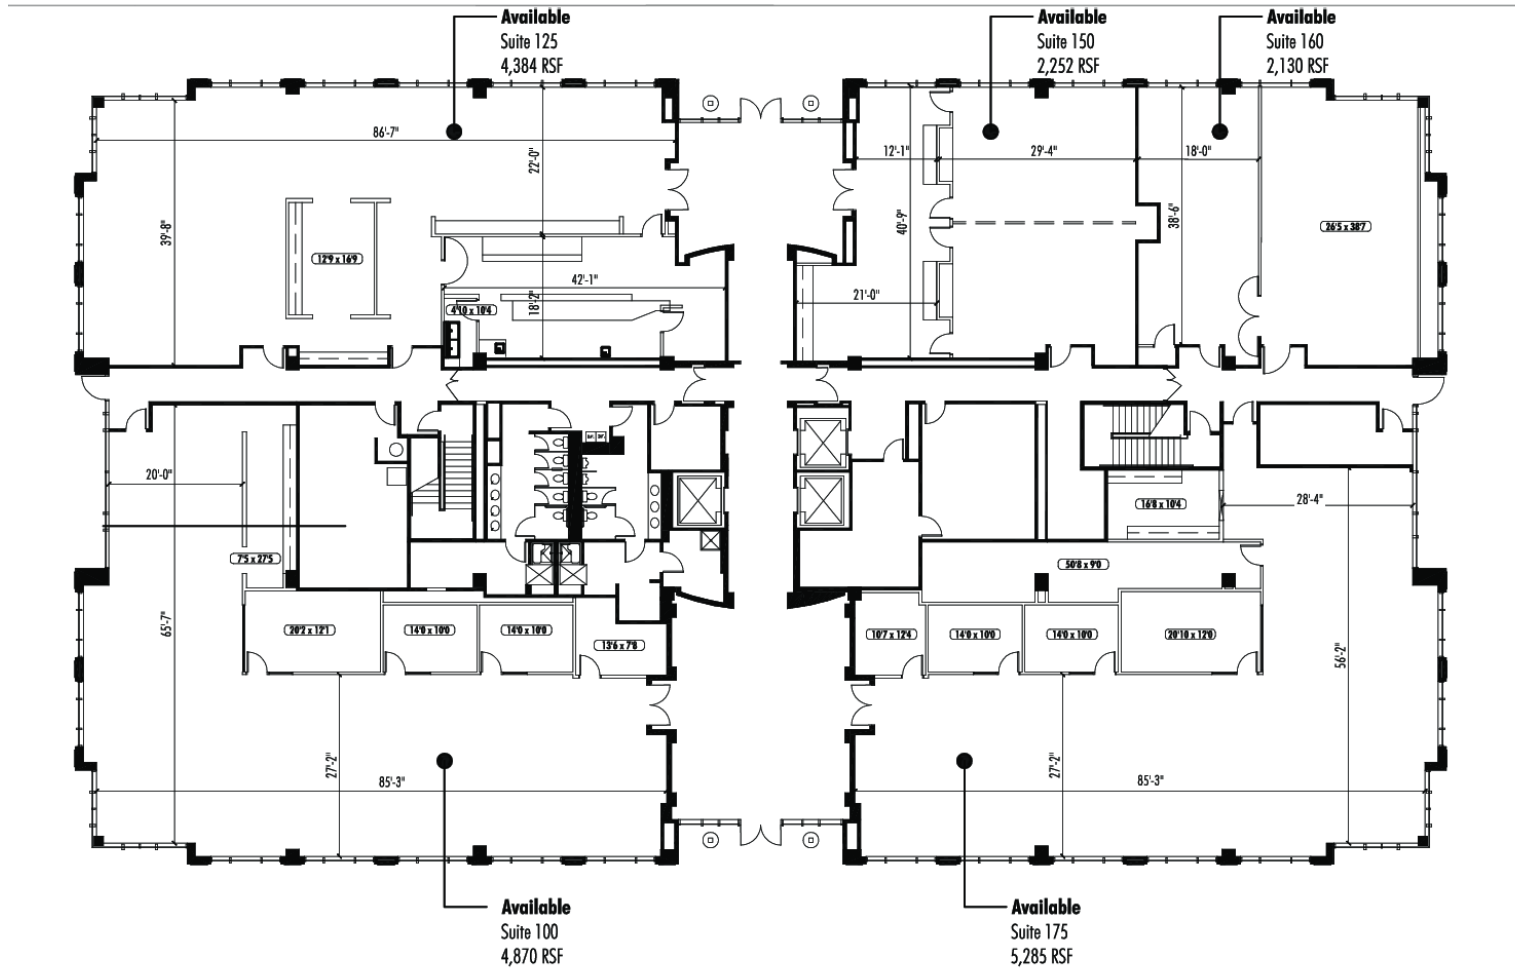 Available
Suite 125
4,384 RSF
Available
Suite 150
2,252 RSF
Available
Suite 160
2,130 RSF
86'-7"
22'-0"
39'-8"
12'9 x 16'9
42'-1"
18'-2"
4'10 x 10'4
12'-1"
29'-4"
18'-0"
40'-9"
38'-6"
26'5 x 38'7
21'-0"
20'-0"
7'5 x 27'5
65'-7"
20'2 x 12'1
14'0 x 10'0
14'0 x 10'0
13'6 x 7'8
27'-2"
85'-3"
16'8 x 10'4
28'-4"
50'8 x 9'0
10'7 x 12'4
14'0 x 10'0
14'0 x 10'0
20'10 x 12'0
56'-2"
27'-2"
85'-3"
Available
Suite 100
4,870 RSF
Available
Suite 175
5,285 RSF